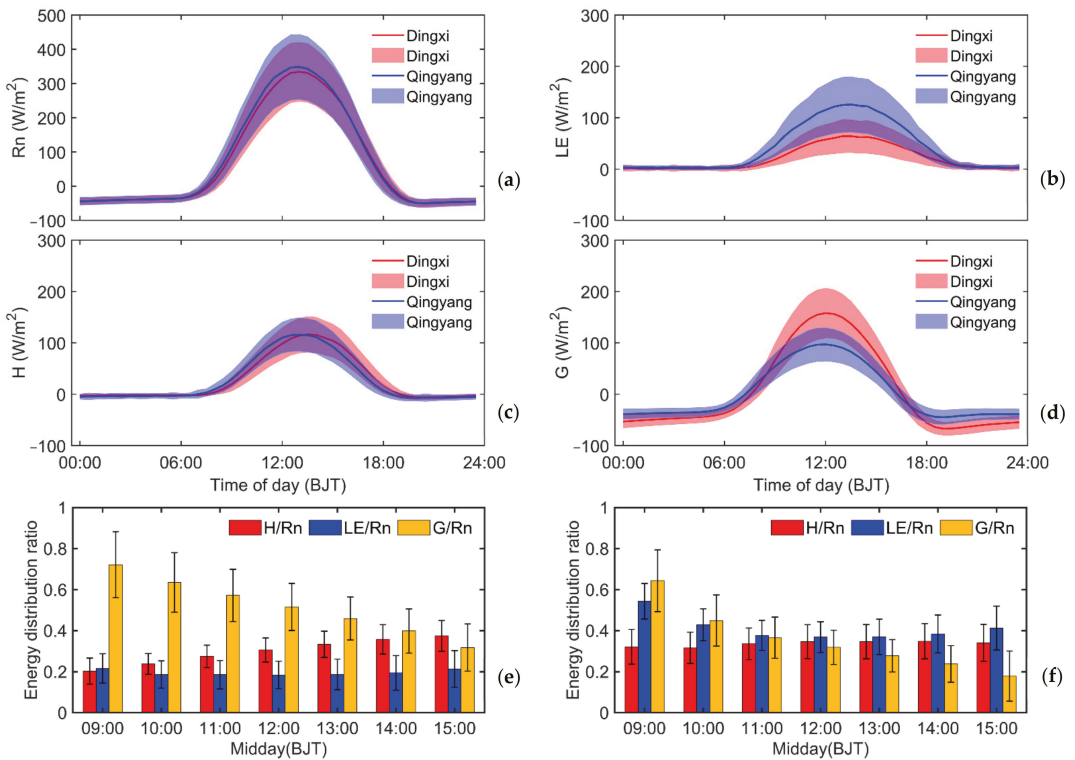 500
400
300
200
100
0
−100
Rn (W/m²)
Dingxi
Dingxi
Qingyang
Qingyang
(a)
300
200
100
0
−100
LE (W/m²)
Dingxi
Dingxi
Qingyang
Qingyang
(b)
300
200
100
0
−100
H (W/m²)
Dingxi
Dingxi
Qingyang
Qingyang
(c)
00:00 06:00 12:00 18:00 24:00
Time of day (BJT)
300
200
100
0
−100
G (W/m²)
Dingxi
Dingxi
Qingyang
Qingyang
(d)
00:00 06:00 12:00 18:00 24:00
Time of day (BJT)
1
0.8
0.6
0.4
0.2
0
Energy distribution ratio
H/Rn LE/Rn G/Rn
(e)
09:00 10:00 11:00 12:00 13:00 14:00 15:00
Midday(BJT)
1
0.8
0.6
0.4
0.2
0
Energy distribution ratio
H/Rn LE/Rn G/Rn
(f)
09:00 10:00 11:00 12:00 13:00 14:00 15:00
Midday(BJT)